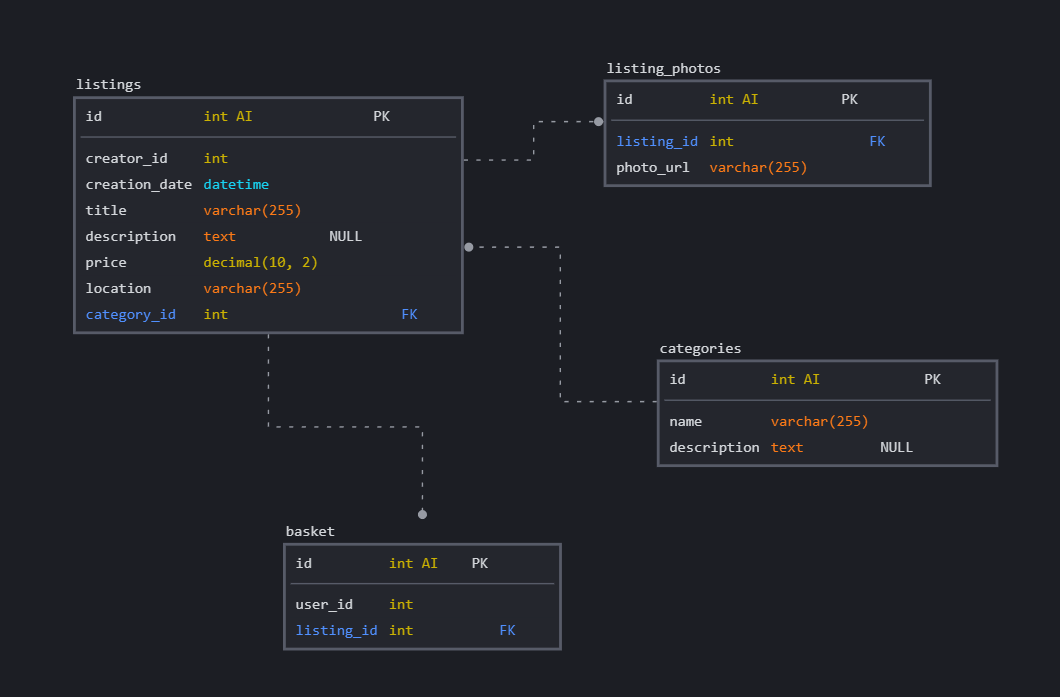 listings
id int AI PK
creator_id int
creation_date datetime
title varchar(255)
description text NULL
price decimal(10, 2)
location varchar(255)
category_id int FK
listing_photos
id int AI PK
listing_id int FK
photo_url varchar(255)
categories
id int AI PK
name varchar(255)
description text NULL
basket
id int AI PK
user_id int
listing_id int FK